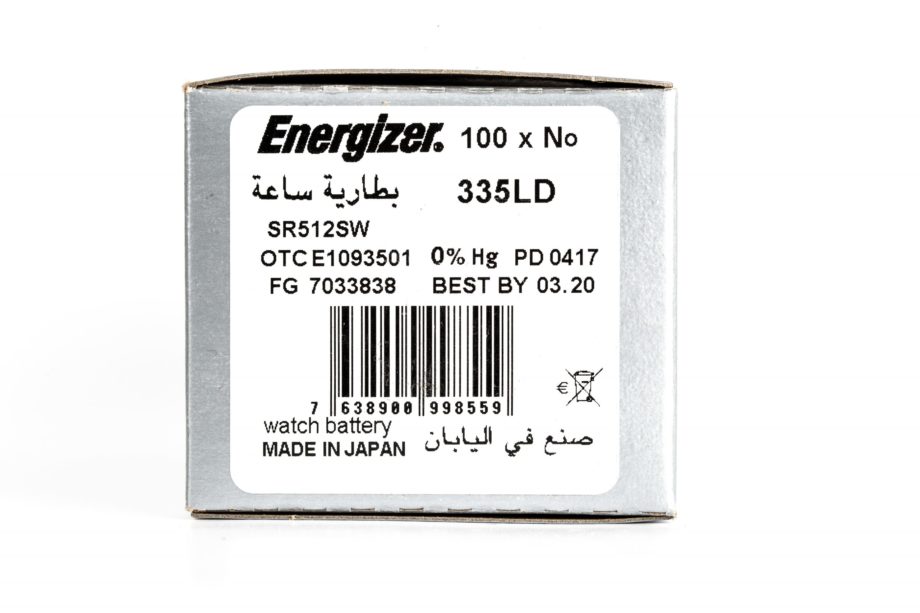 Energizer. 100 x No
بطارية ساعة 335LD
SR512SW
OTC E1093501 0% Hg PD 0417
FG 7033838 BEST BY 03.20
€
7 638900 998559
watch battery
MADE IN JAPAN صنع في اليابان